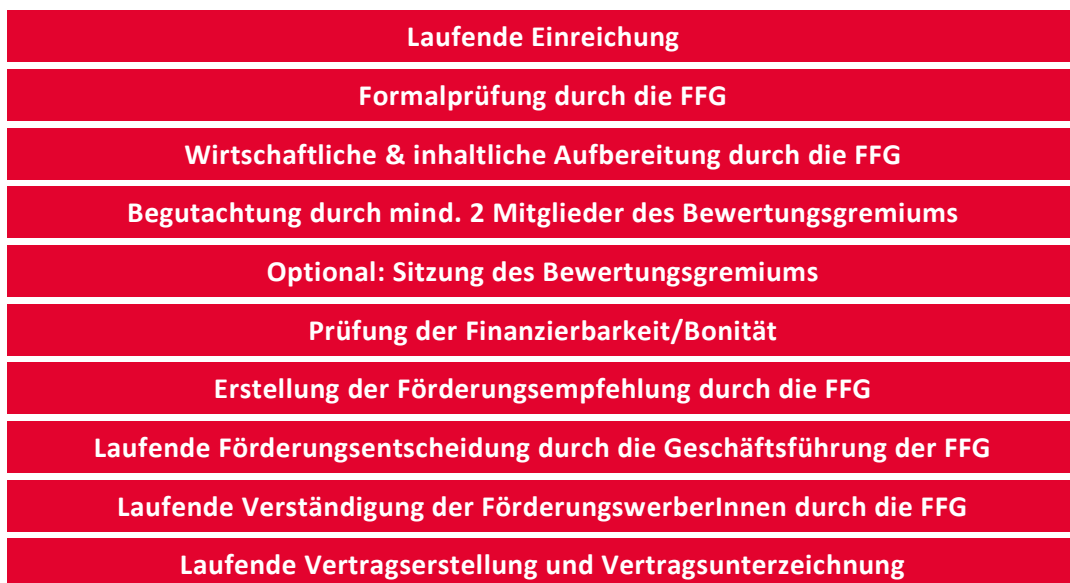 Laufende Einreichung
Formalprüfung durch die FFG
Wirtschaftliche & inhaltliche Aufbereitung durch die FFG
Begutachtung durch mind. 2 Mitglieder des Bewertungsgremiums
Optional: Sitzung des Bewertungsgremiums
Prüfung der Finanzierbarkeit/Bonität
Erstellung der Förderungsempfehlung durch die FFG
Laufende Förderungsentscheidung durch die Geschäftsführung der FFG
Laufende Verständigung der FörderungswerberInnen durch die FFG
Laufende Vertragserstellung und Vertragsunterzeichnung